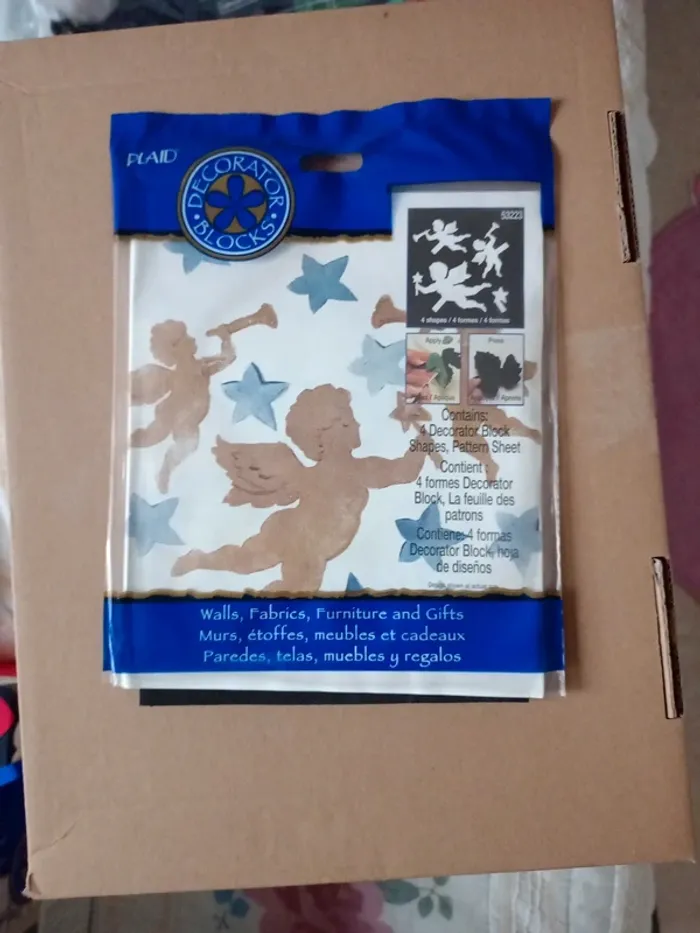 PLAID
DECORATOR
BLOCKS
53223
4 shapes / 4 formes / 4 formas
Apply
Press
Contains:
4 Decorator Block
Shapes, Pattern Sheet
Contient :
4 formes Decorator
Block, La feuille des
patrons
Contiene: 4 formas
Decorator Block, hoja
de diseños
Walls, Fabrics, Furniture and Gifts
Murs, étoffes, meubles et cadeaux
Paredes, telas, muebles y regalos